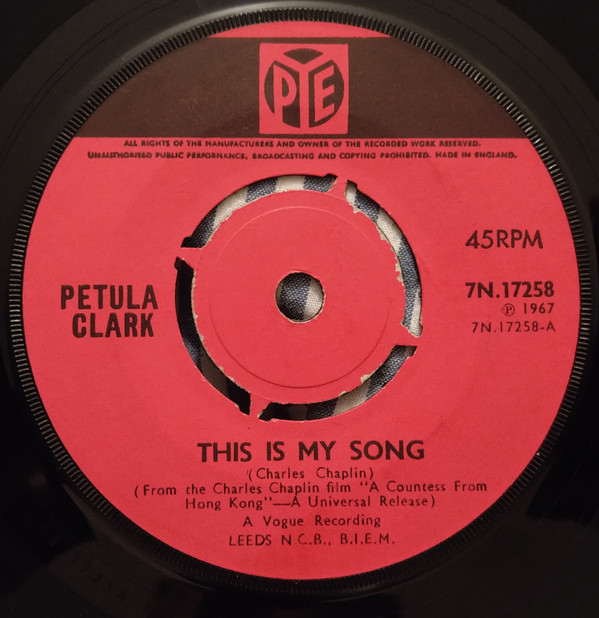 PYE
ALL RIGHTS OF THE MANUFACTURERS AND OWNER OF THE RECORDED WORK RESERVED.
UNAUTHORISED PUBLIC PERFORMANCE, BROADCASTING AND COPYING PROHIBITED. MADE IN ENGLAND.
45RPM
PETULA
CLARK
7N.17258
Ⓟ 1967
7N.17258-A
THIS IS MY SONG
(Charles Chaplin)
(From the Charles Chaplin film "A Countess From
Hong Kong"—A Universal Release)
A Vogue Recording
LEEDS N.C.B., B.I.E.M.